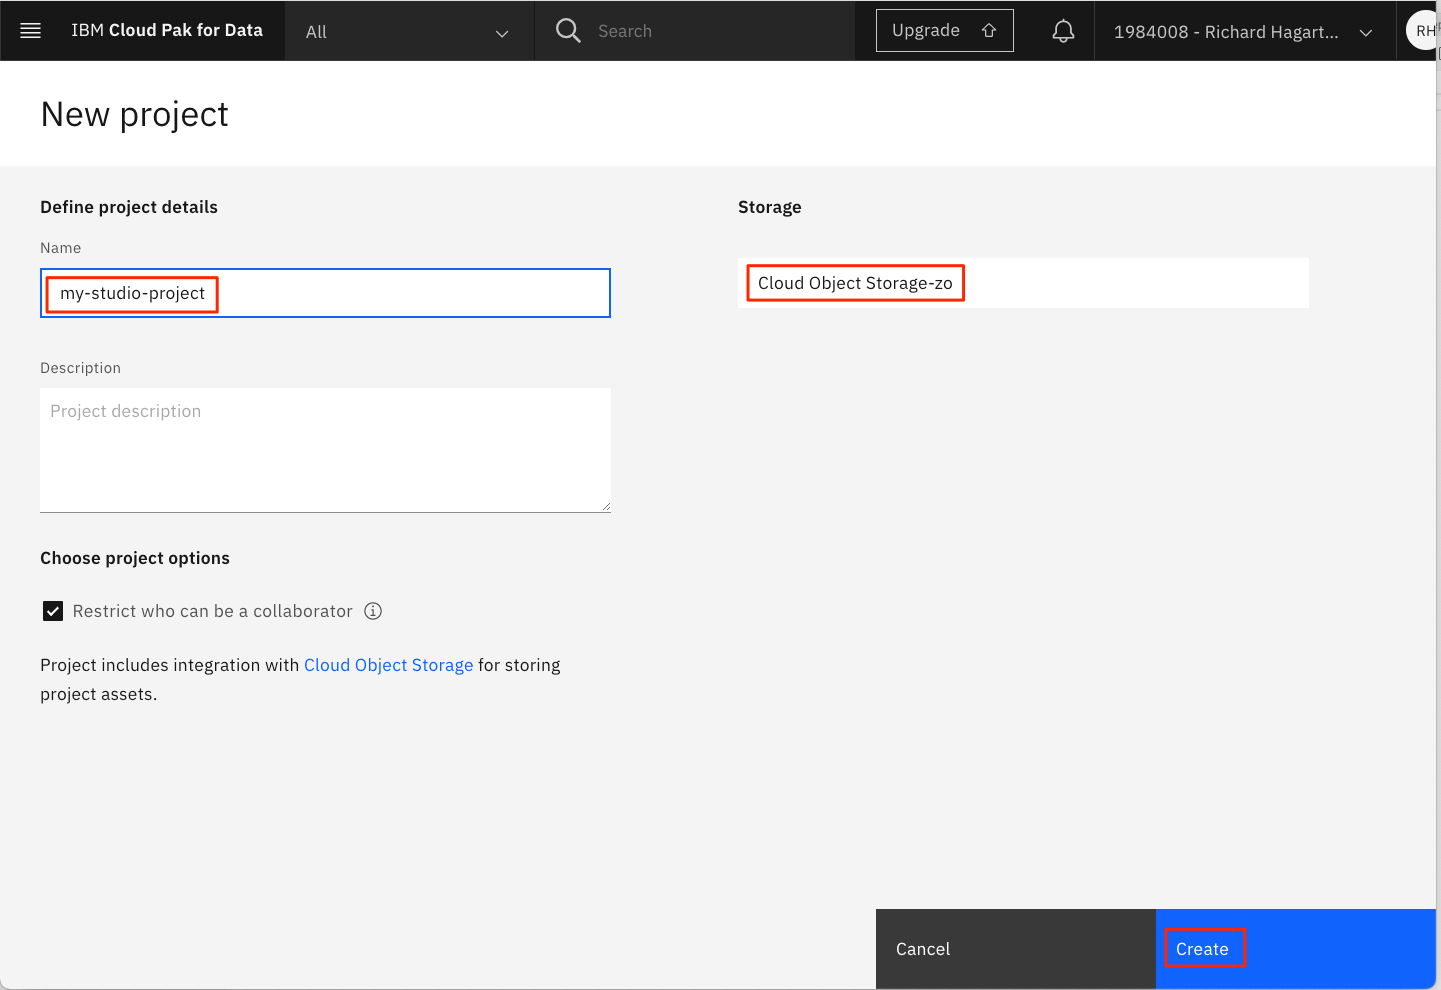 IBM Cloud Pak for Data
All
Search
Upgrade
1984008 - Richard Hagart...
RH
New project
Define project details
Name
my-studio-project
Description
Project description
Choose project options
Restrict who can be a collaborator
Project includes integration with Cloud Object Storage for storing
project assets.
Storage
Cloud Object Storage-zo
Cancel
Create